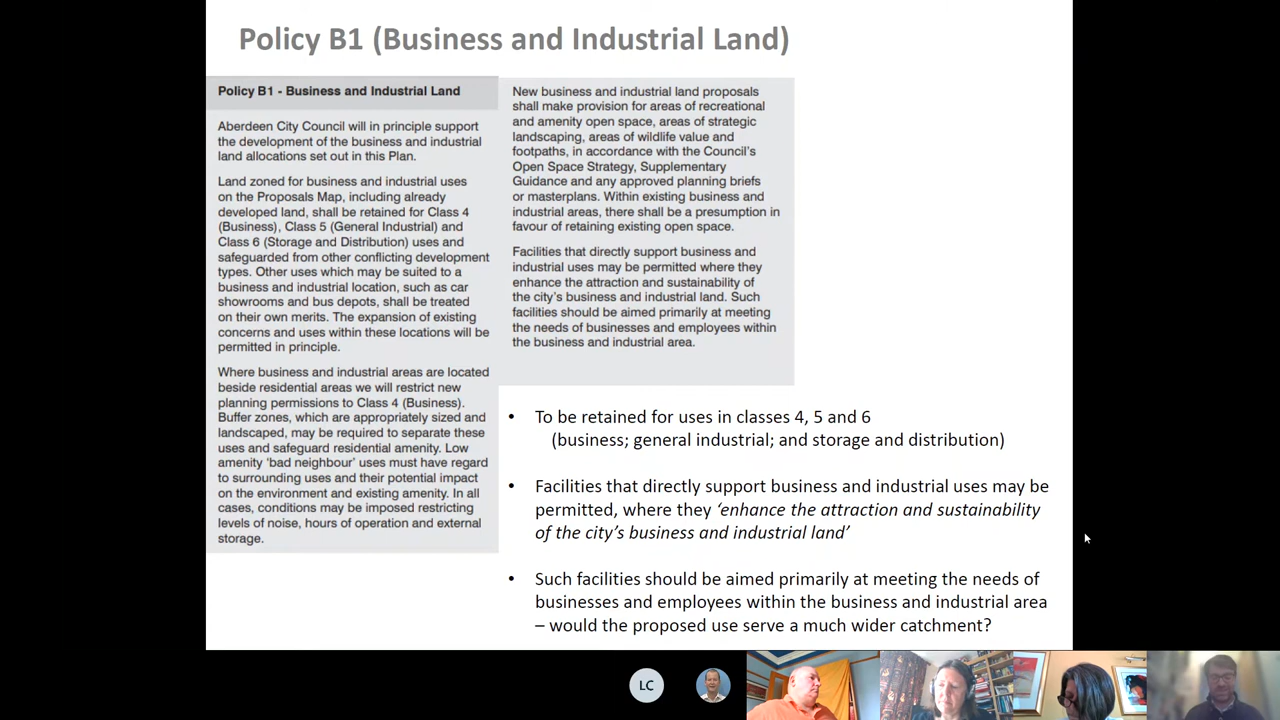 Policy B1 (Business and Industrial Land)
Policy B1 - Business and Industrial Land
Aberdeen City Council will in principle support
the development of the business and industrial
land allocations set out in this Plan.
Land zoned for business and industrial uses
on the Proposals Map, including already
developed land, shall be retained for Class 4
(Business), Class 5 (General Industrial) and
Class 6 (Storage and Distribution) uses and
safeguarded from other conflicting development
types. Other uses which may be suited to a
business and industrial location, such as car
showrooms and bus depots, shall be treated
on their own merits. The expansion of existing
concerns and uses within these locations will be
permitted in principle.
Where business and industrial areas are located
beside residential areas we will restrict new
planning permissions to Class 4 (Business).
Buffer zones, which are appropriately sized and
landscaped, may be required to separate these
uses and safeguard residential amenity. Low
amenity ‘bad neighbour’ uses must have regard
to surrounding uses and their potential impact
on the environment and existing amenity. In all
cases, conditions may be imposed restricting
levels of noise, hours of operation and external
storage.
New business and industrial land proposals
shall make provision for areas of recreational
and amenity open space, areas of strategic
landscaping, areas of wildlife value and
footpaths, in accordance with the Council’s
Open Space Strategy, Supplementary
Guidance and any approved planning briefs
or masterplans. Within existing business and
industrial areas, there shall be a presumption in
favour of retaining existing open space.
Facilities that directly support business and
industrial uses may be permitted where they
enhance the attraction and sustainability of
the city’s business and industrial land. Such
facilities should be aimed primarily at meeting
the needs of businesses and employees within
the business and industrial area.
• To be retained for uses in classes 4, 5 and 6
(business; general industrial; and storage and distribution)
• Facilities that directly support business and industrial uses may be
permitted, where they ‘enhance the attraction and sustainability
of the city’s business and industrial land’
• Such facilities should be aimed primarily at meeting the needs of
businesses and employees within the business and industrial area
– would the proposed use serve a much wider catchment?
LC